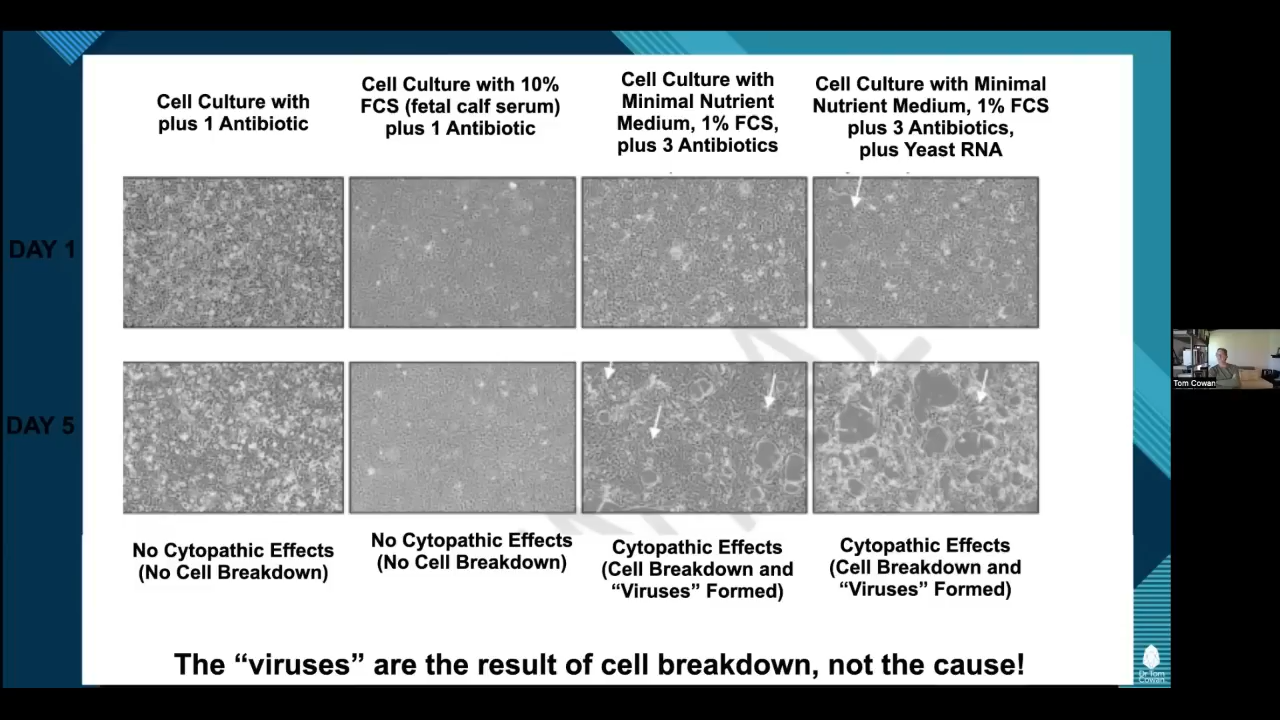 Cell Culture with
plus 1 Antibiotic
Cell Culture with 10%
FCS (fetal calf serum)
plus 1 Antibiotic
Cell Culture with
Minimal Nutrient
Medium, 1% FCS,
plus 3 Antibiotics
Cell Culture with Minimal
Nutrient Medium, 1% FCS
plus 3 Antibiotics,
plus Yeast RNA
DAY 1
DAY 5
No Cytopathic Effects
(No Cell Breakdown)
No Cytopathic Effects
(No Cell Breakdown)
Cytopathic Effects
(Cell Breakdown and
“Viruses” Formed)
Cytopathic Effects
(Cell Breakdown and
“Viruses” Formed)
The “viruses” are the result of cell breakdown, not the cause!
Tom Cowan
Dr Tom
Cowan